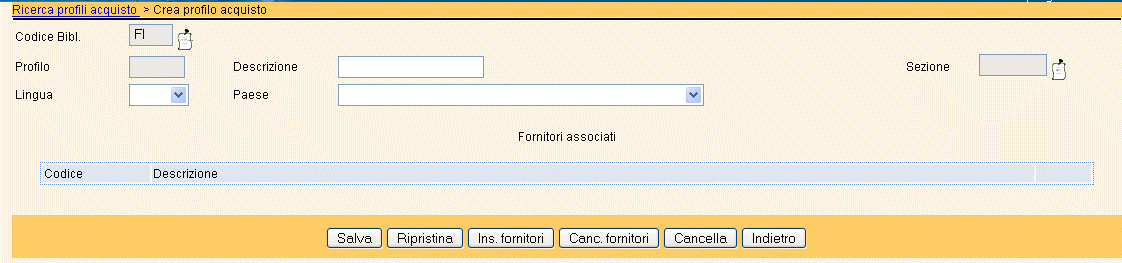 Ricerca profili acquisto > Crea profilo acquisto
Codice Bibl. FI
Profilo Descrizione Sezione
Lingua Paese
Fornitori associati
Codice Descrizione
Salva Ripristina Ins. fornitori Canc. fornitori Cancella Indietro